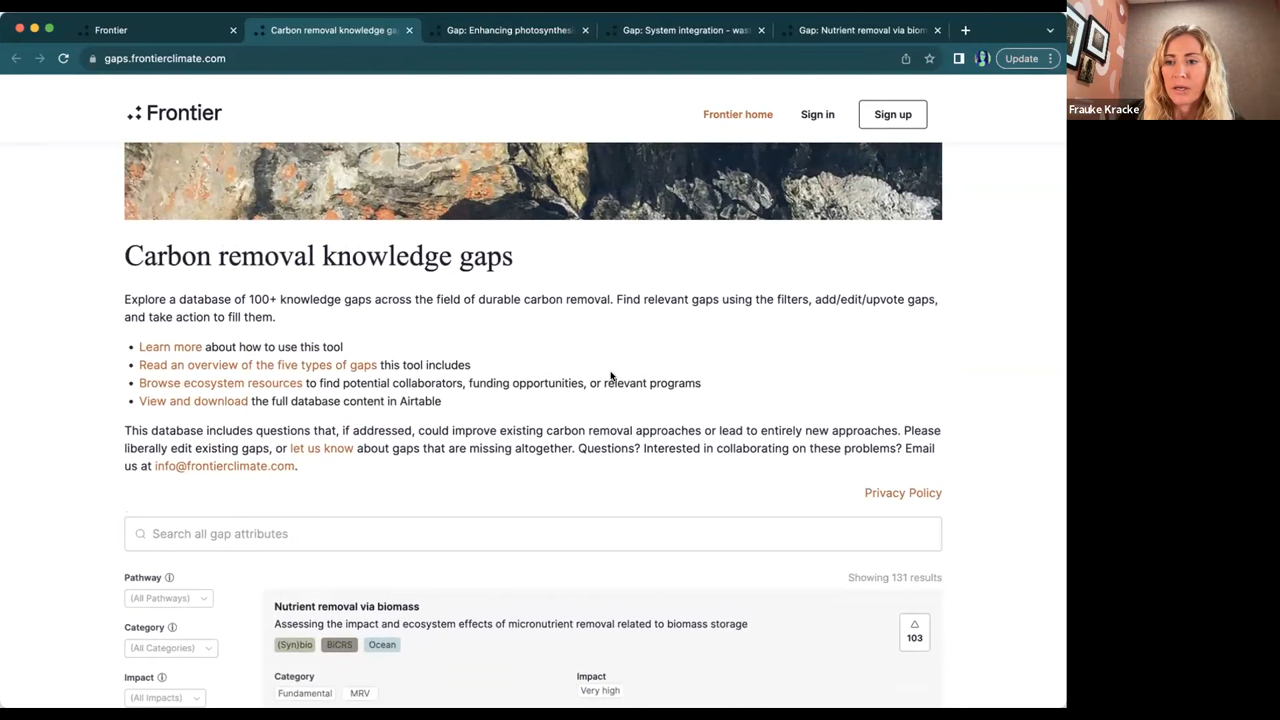 Frontier
Carbon removal knowledge ga
Gap: Enhancing photosynthes
Gap: System integration - wast
Gap: Nutrient removal via biom
gaps.frontierclimate.com
Update
Frauke Kracke
Frontier
Frontier home
Sign in
Sign up
Carbon removal knowledge gaps
Explore a database of 100+ knowledge gaps across the field of durable carbon removal. Find relevant gaps using the filters, add/edit/upvote gaps,
and take action to fill them.
• Learn more about how to use this tool
• Read an overview of the five types of gaps this tool includes
• Browse ecosystem resources to find potential collaborators, funding opportunities, or relevant programs
• View and download the full database content in Airtable
This database includes questions that, if addressed, could improve existing carbon removal approaches or lead to entirely new approaches. Please
liberally edit existing gaps, or let us know about gaps that are missing altogether. Questions? Interested in collaborating on these problems? Email
us at info@frontierclimate.com.
Privacy Policy
Search all gap attributes
Pathway
Showing 131 results
(All Pathways)
Nutrient removal via biomass
Assessing the impact and ecosystem effects of micronutrient removal related to biomass storage
103
Category
(Syn)bio
BiCRS
Ocean
(All Categories)
Impact
Category
Impact
(All Impacts)
Fundamental
MRV
Very high